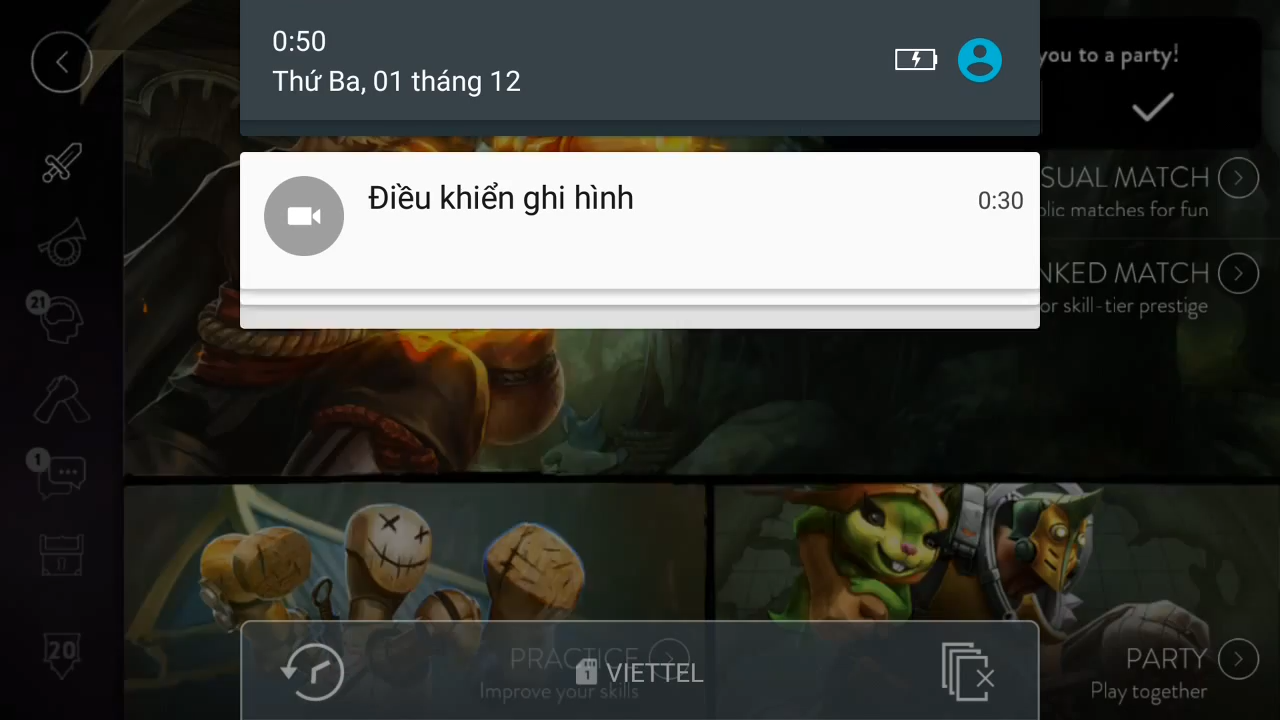 0:50
Thứ Ba, 01 tháng 12
you to a party!
Điều khiển ghi hình
0:30
SUAL MATCH
blic matches for fun
NKED MATCH
or skill-tier prestige
21
1
20
PRACTICE
Improve your skills
1 VIETTEL
PARTY
Play together